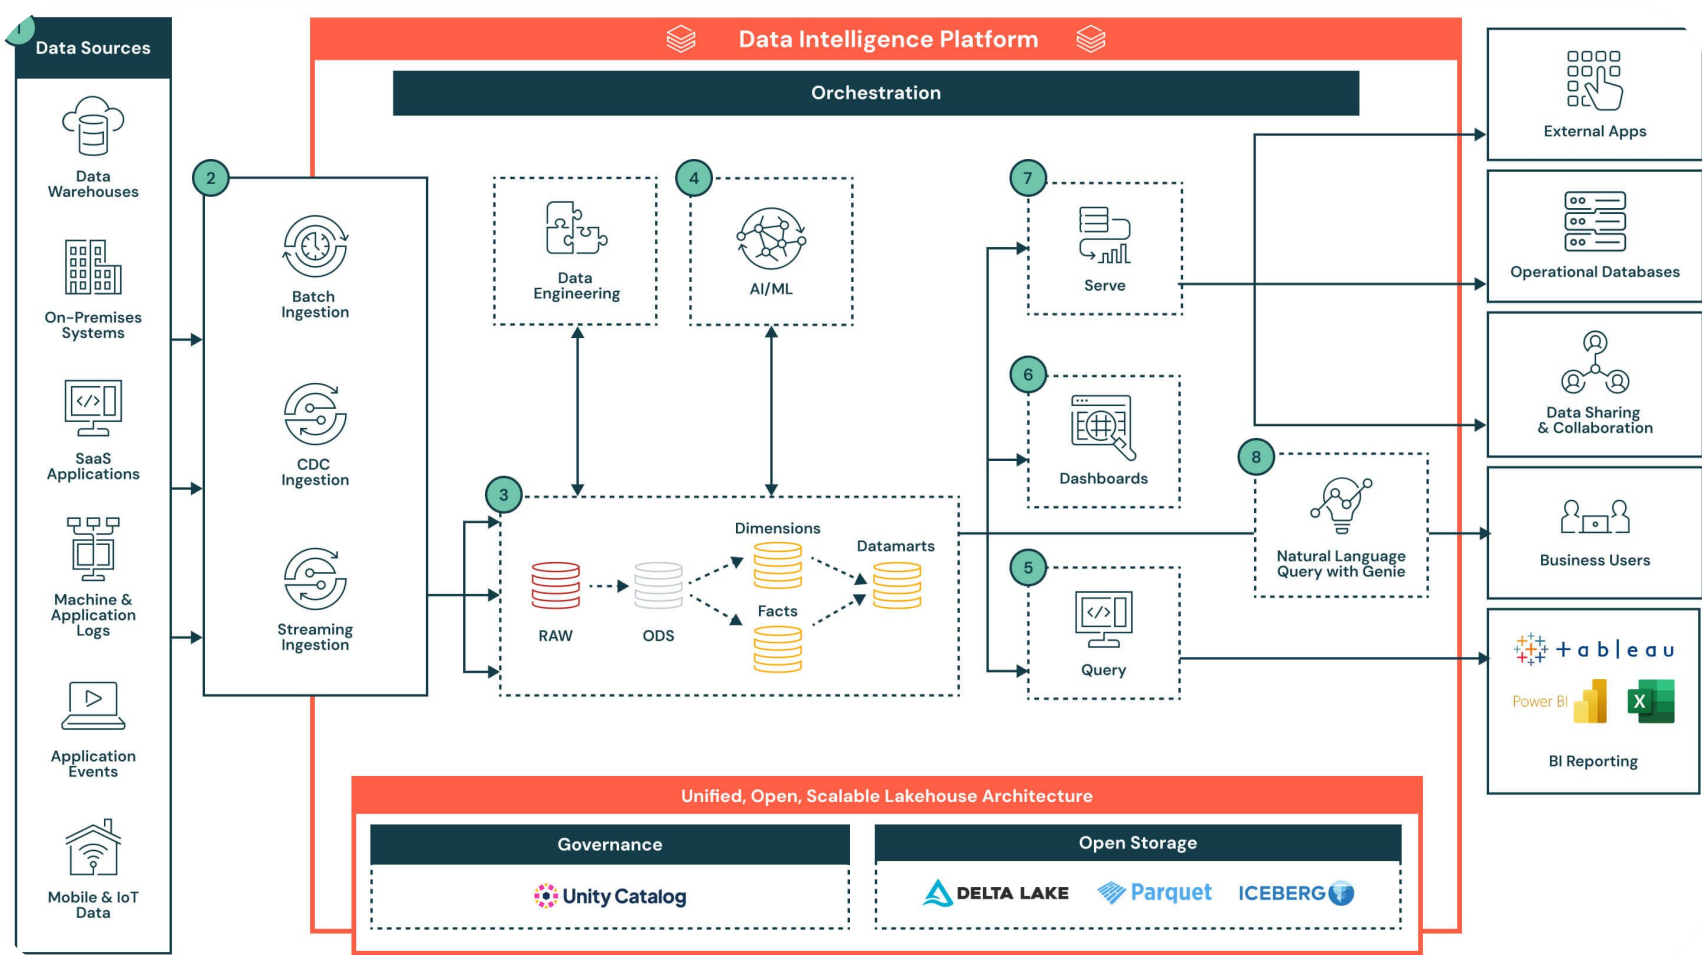 1
Data Sources
Data
Warehouses
On-Premises
Systems
</>
SaaS
Applications
Machine &
Application
Logs
Application
Events
Mobile & IoT
Data
Data Intelligence Platform
Orchestration
2
Batch
Ingestion
CDC
Ingestion
Streaming
Ingestion
Data
Engineering
4
AI/ML
3
RAW
ODS
Dimensions
Facts
Datamarts
7
Serve
6
Dashboards
5
</>
Query
8
Natural Language
Query with Genie
External Apps
Operational Databases
Data Sharing
& Collaboration
Business Users
+ableau
Power BI
X
BI Reporting
Unified, Open, Scalable Lakehouse Architecture
Governance
Unity Catalog
Open Storage
DELTA LAKE
Parquet
ICEBERG